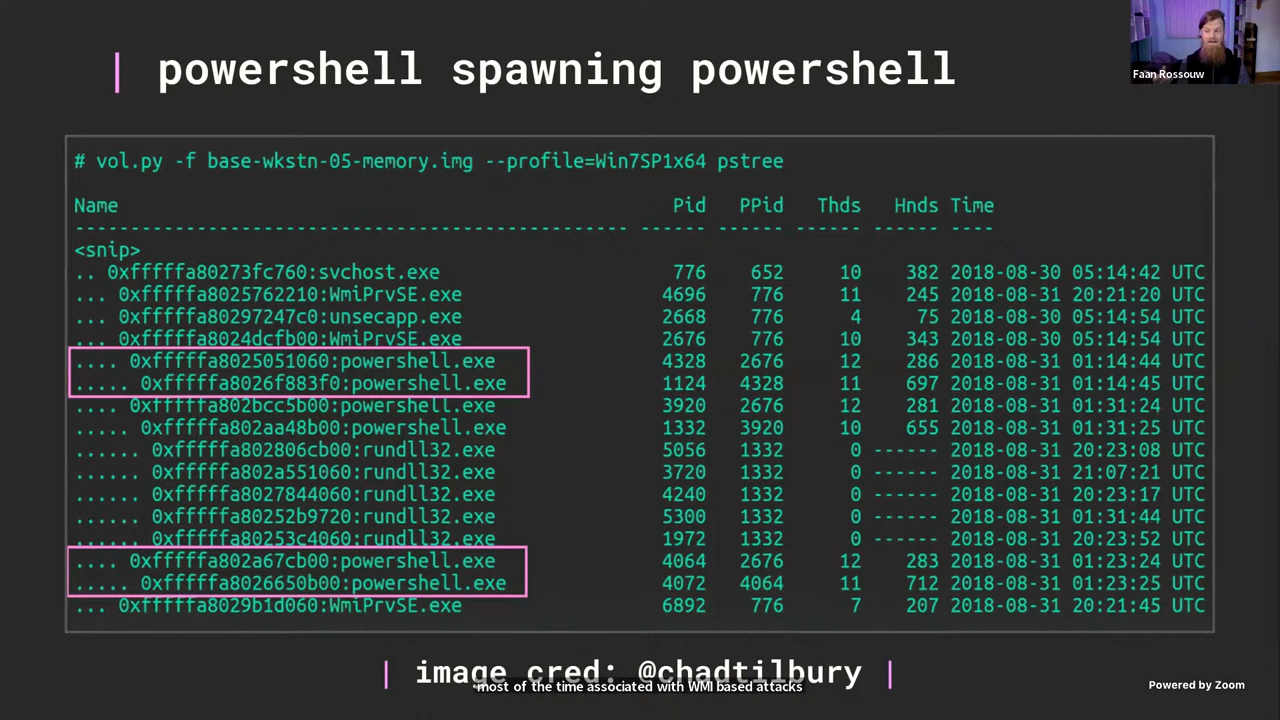 | powershell spawning powershell
Faan Rossouw
# vol.py -f base-wkstn-05-memory.img --profile=Win7SP1x64 pstree
Name Pid PPid Thds Hnds Time
-------------------------------------------------- ------ ------ ------ ------ ----
<snip>
.. 0xfffffa80273fc760:svchost.exe 776 652 10 382 2018-08-30 05:14:42 UTC
... 0xfffffa8025762210:WmiPrvSE.exe 4696 776 11 245 2018-08-31 20:21:20 UTC
... 0xfffffa80297247c0:unsecapp.exe 2668 776 4 75 2018-08-30 05:14:54 UTC
... 0xfffffa8024dcfb00:WmiPrvSE.exe 2676 776 10 343 2018-08-30 05:14:54 UTC
.... 0xfffffa8025051060:powershell.exe 4328 2676 12 286 2018-08-31 01:14:44 UTC
..... 0xfffffa8026f883f0:powershell.exe 1124 4328 11 697 2018-08-31 01:14:45 UTC
.... 0xfffffa802bcc5b00:powershell.exe 3920 2676 12 281 2018-08-31 01:31:24 UTC
..... 0xfffffa802aa48b00:powershell.exe 1332 3920 10 655 2018-08-31 01:31:25 UTC
...... 0xfffffa802806cb00:rundll32.exe 5056 1332 0 ------ 2018-08-31 20:23:08 UTC
...... 0xfffffa802a551060:rundll32.exe 3720 1332 0 ------ 2018-08-31 21:07:21 UTC
...... 0xfffffa8027844060:rundll32.exe 4240 1332 0 ------ 2018-08-31 20:23:17 UTC
...... 0xfffffa80252b9720:rundll32.exe 5300 1332 0 ------ 2018-08-31 01:31:44 UTC
...... 0xfffffa80253c4060:rundll32.exe 1972 1332 0 ------ 2018-08-31 20:23:52 UTC
.... 0xfffffa802a67cb00:powershell.exe 4064 2676 12 283 2018-08-31 01:23:24 UTC
..... 0xfffffa8026650b00:powershell.exe 4072 4064 11 712 2018-08-31 01:23:25 UTC
... 0xfffffa8029b1d060:WmiPrvSE.exe 6892 776 7 207 2018-08-31 20:21:45 UTC
| image cred: @chadtilbury |
most of the time associated with WMI based attacks
Powered by Zoom